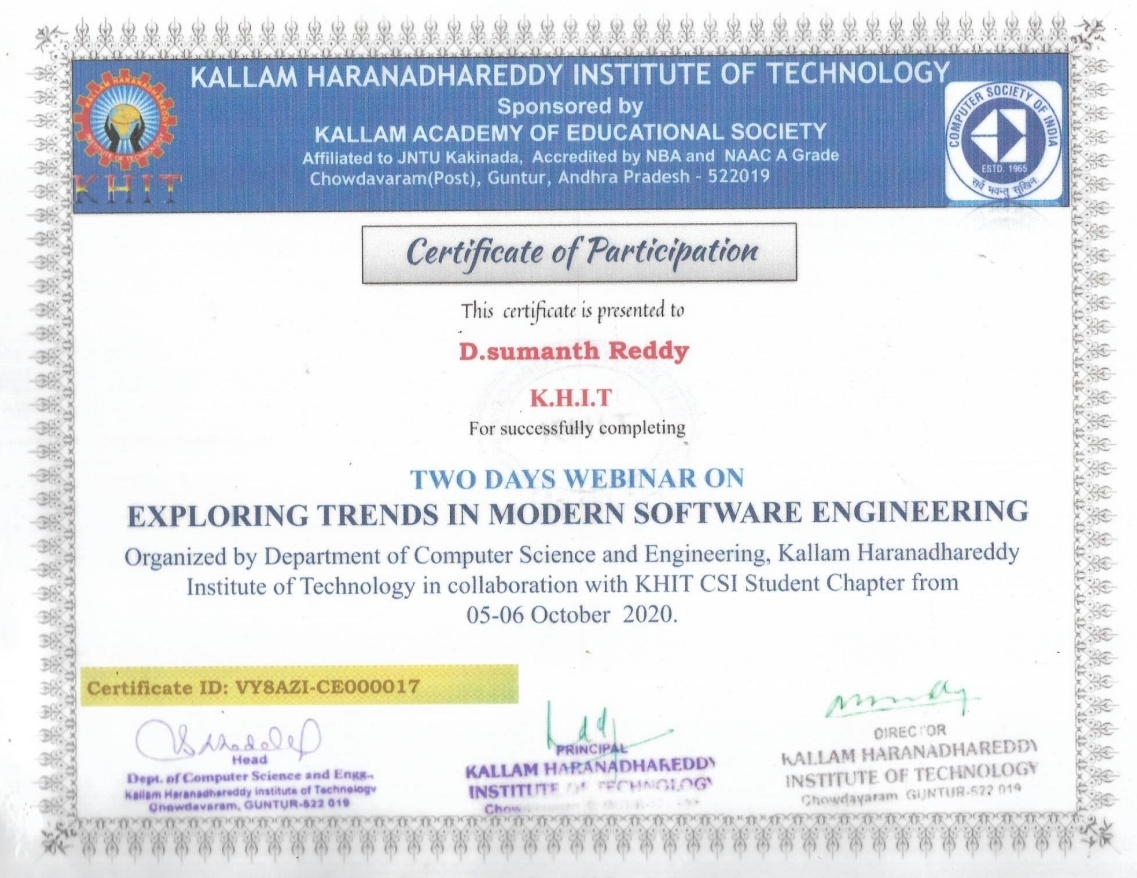 KALLAM HARANADHAREDDY INSTITUTE OF TECHNOLOGY
Sponsored by
KALLAM ACADEMY OF EDUCATIONAL SOCIETY
Affiliated to JNTU Kakinada, Accredited by NBA and NAAC A Grade
Chowdavaram(Post), Guntur, Andhra Pradesh - 522019
KHIT
COMPUTER SOCIETY OF INDIA
ESTD. 1965
सर्वे भवन्तु सुखिनः
Certificate of Participation
This certificate is presented to
D.sumanth Reddy
K.H.I.T
For successfully completing
TWO DAYS WEBINAR ON
EXPLORING TRENDS IN MODERN SOFTWARE ENGINEERING
Organized by Department of Computer Science and Engineering, Kallam Haranadhareddy
Institute of Technology in collaboration with KHIT CSI Student Chapter from
05-06 October 2020.
Certificate ID: VY8AZI-CE000017
Head
Dept. of Computer Science and Engg.,
Kallam Haranadhareddy Institute of Technology
Chowdavaram, GUNTUR-522 019
PRINCIPAL
KALLAM HARANADHAREDDY
INSTITUTE OF TECHNOLOGY
DIRECTOR
KALLAM HARANADHAREDDY
INSTITUTE OF TECHNOLOGY
Chowdavaram, GUNTUR-522 019